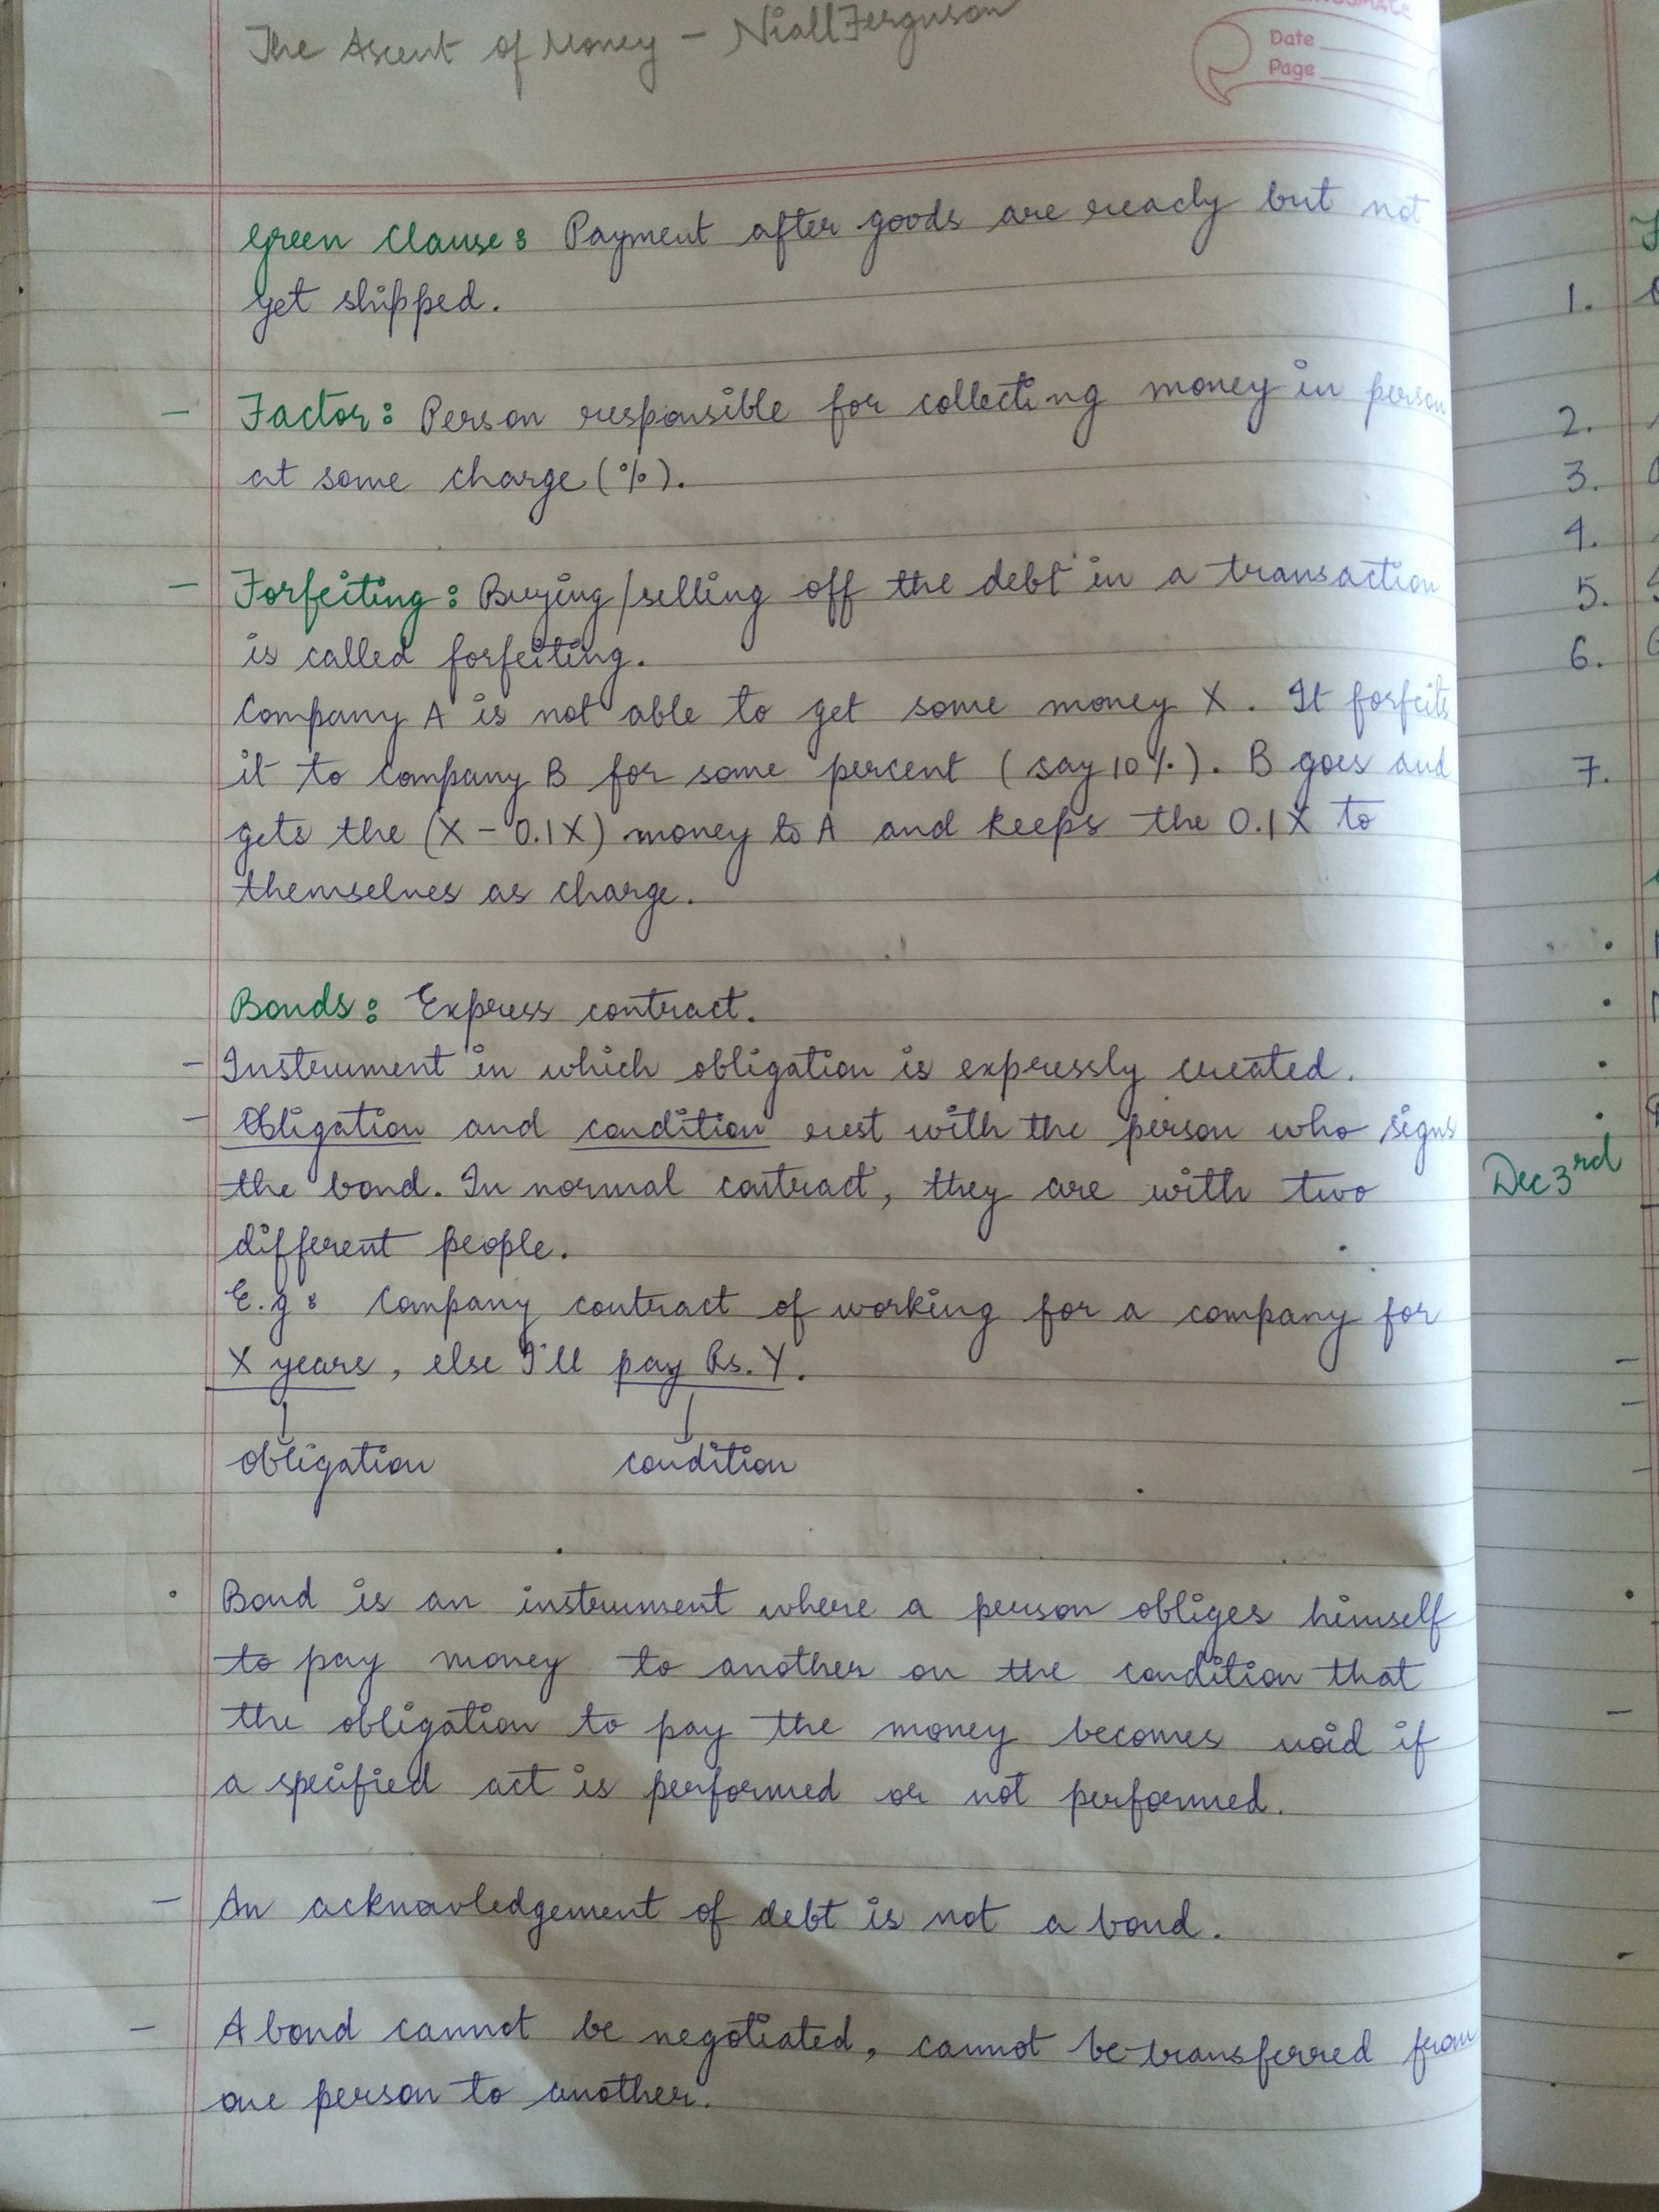 The Ascent of Money - Niall Ferguson
Date
Page
Green Clause: Payment after goods are ready but not
yet shipped.
- Factor: Person responsible for collecting money in person
at some charge (%).
- Forfeiting: Buying/selling off the debt in a transaction
is called forfeiting.
Company A is not able to get some money X. It forfeits
it to company B for some percent (say 10%). B goes and
gets the (X - 0.1X) money to A and keeps the 0.1X to
themselves as charge.
Bonds: Express contract.
- Instrument in which obligation is expressly created.
- Obligation and condition rest with the person who signs
the bond. In normal contract, they are with two
different people.
E.g: Company contract of working for a company for
X years, else I'll pay Rs. Y.
obligation condition
• Bond is an instrument where a person obliges himself
to pay money to another on the condition that
the obligation to pay the money becomes void if
a specified act is performed or not performed.
- An acknowledgement of debt is not a bond.
- A bond cannot be negotiated, cannot be transferred from
one person to another.
1.
2.
3.
4.
5.
6.
7.
Dec 3rd